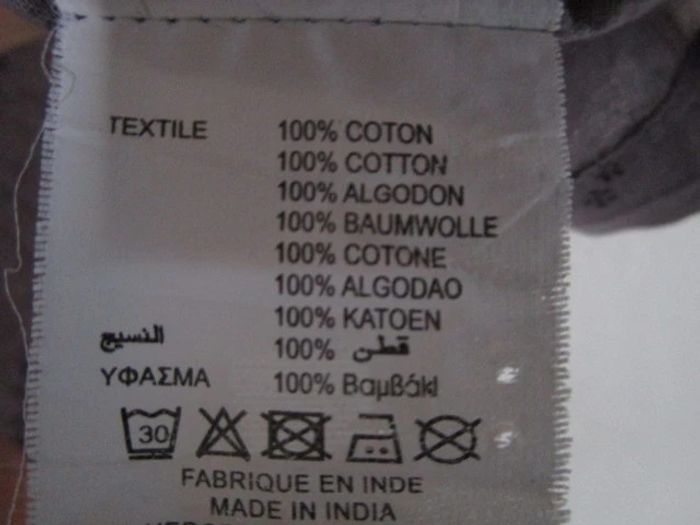 TEXTILE 100% COTON
100% COTTON
100% ALGODON
100% BAUMWOLLE
100% COTONE
100% ALGODAO
100% KATOEN
النسيج 100% قطن
ΥΦΑΣΜΑ 100% Βαμβάκι
30
FABRIQUE EN INDE
MADE IN INDIA